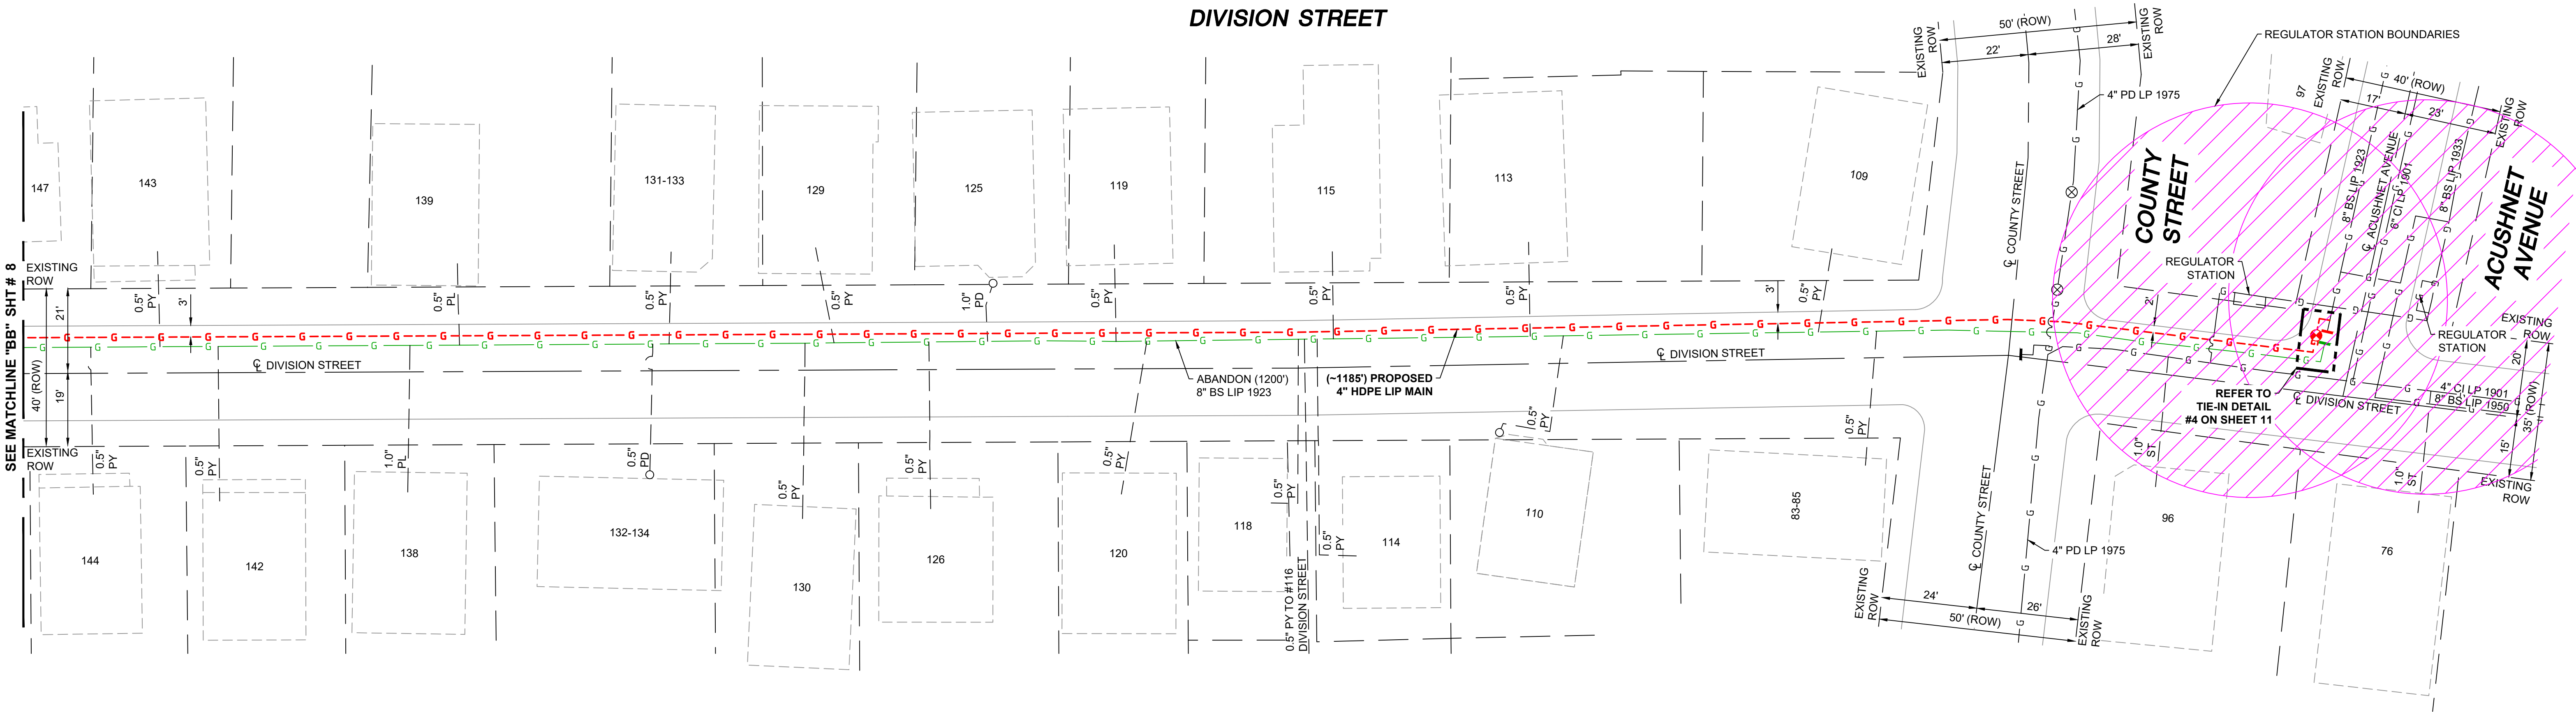 DIVISION STREET
SEE MATCHLINE "BB" SHT # 8
EXISTING
ROW
40' (ROW)
21'
19'
EXISTING
ROW
3'
147
143
139
131-133
129
125
119
115
113
109
0.5"
PY
0.5"
PL
0.5"
PY
0.5"
PY
1.0"
PD
0.5"
PY
0.5"
PY
0.5"
PY
3'
0.5"
PY
℄ DIVISION STREET
ABANDON (1200')
8" BS LIP 1923
(~1185') PROPOSED
4" HDPE LIP MAIN
℄ DIVISION STREET
0.5"
PY
0.5"
PY
1.0"
PL
0.5"
PD
0.5"
PY
0.5"
PY
0.5"
PY
0.5"
PY
0.5"
PY
0.5"
PY
0.5"
PY
0.5" PY TO #116
DIVISION STREET
144
142
138
132-134
130
126
120
118
114
110
83-85
96
76
EXISTING
ROW
50' (ROW)
22'
28'
EXISTING
ROW
4" PD LP 1975
℄ COUNTY STREET
COUNTY
STREET
REGULATOR STATION BOUNDARIES
97
EXISTING
ROW
40' (ROW)
17'
23'
EXISTING
ROW
8" BS LIP 1923
℄ ACUSHNET AVENUE
6" CI LP 1901
8" BS LIP 1933
ACUSHNET
AVENUE
REGULATOR
STATION
2'
REGULATOR
STATION
EXISTING
ROW
20'
35' (ROW)
15'
4" CI LP 1901
8" BS LIP 1950
℄ DIVISION STREET
REFER TO
TIE-IN DETAIL
#4 ON SHEET 11
1.0"
ST
1.0"
ST
EXISTING
ROW
℄ COUNTY STREET
4" PD LP 1975
EXISTING
ROW
24'
26'
50' (ROW)
EXISTING
ROW